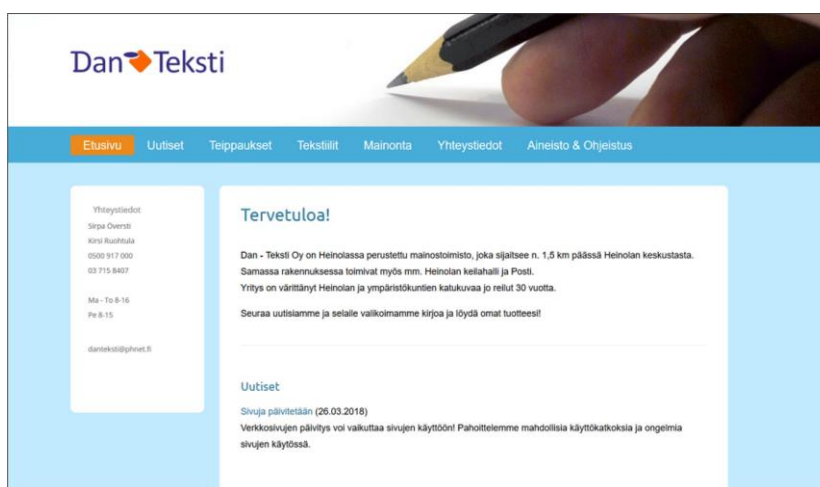 Dan Teksti
Etusivu Uutiset Teippaukset Tekstiilit Mainonta Yhteystiedot Aineisto & Ohjeistus
Yhteystiedot
Sirpa Översti
Kirsi Ruohtula
0500 917 000
03 715 8407
Ma - To 8-16
Pe 8-15
danteksti@phnet.fi
Tervetuloa!
Dan - Teksti Oy on Heinolassa perustettu mainostoimisto, joka sijaitsee n. 1,5 km päässä Heinolan keskustasta.
Samassa rakennuksessa toimivat myös mm. Heinolan keilahalli ja Posti.
Yritys on värittänyt Heinolan ja ympäristökuntien katukuvaa jo reilut 30 vuotta.
Seuraa uutisiamme ja selaile valikoimamme kirjoa ja löydä omat tuotteesi!
Uutiset
Sivuja päivitetään (26.03.2018)
Verkkosivujen päivitys voi vaikuttaa sivujen käyttöön! Pahoittelemme mahdollisia käyttökatkoksia ja ongelmia
sivujen käytössä.